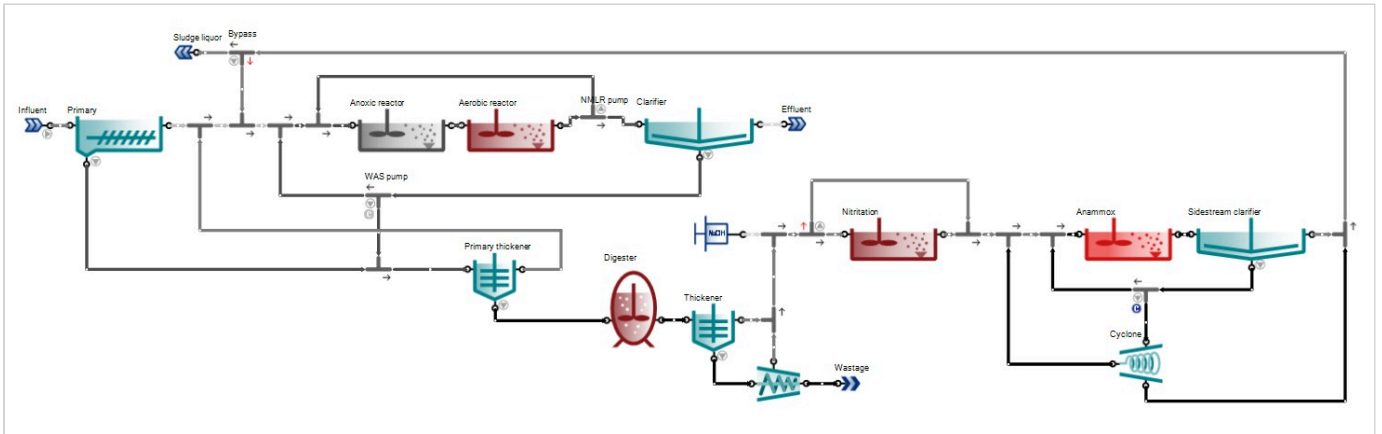 Sludge liquor
Bypass
Influent
Primary
Anoxic reactor
Aerobic reactor
NMLR pump
Clarifier
Effluent
WAS pump
C
NaOH
Nitritation
Anammox
Sidestream clarifier
Primary thickener
Digester
Thickener
C
Cyclone
Wastage